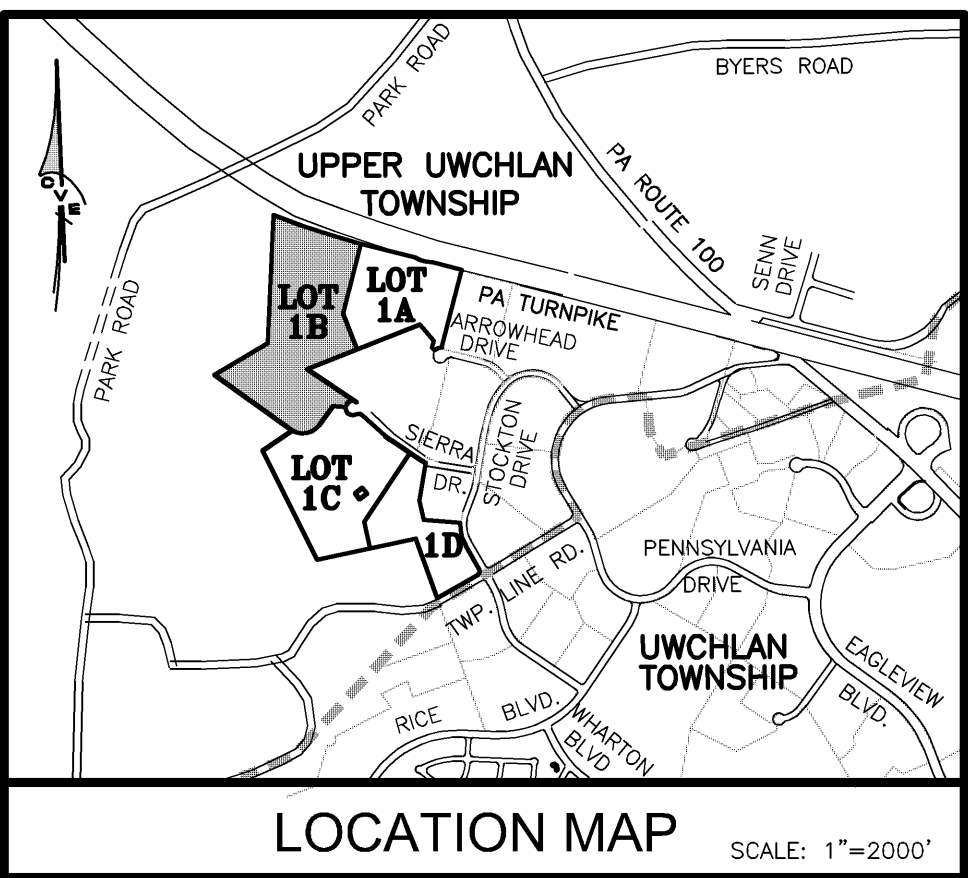 PARK ROAD
BYERS ROAD
C
V
E
UPPER UWCHLAN
TOWNSHIP
PA ROUTE 100
SENN
DRIVE
LOT
1B
LOT
1A
PA TURNPIKE
PARK ROAD
ARROWHEAD
DRIVE
STOCKTON
DRIVE
SIERRA
DR.
LOT
1C
1D
TWP. LINE RD.
PENNSYLVANIA
DRIVE
UWCHLAN
TOWNSHIP
EAGLEVIEW
BLVD.
RICE BLVD.
WHARTON
BLVD
LOCATION MAP
SCALE: 1"=2000'